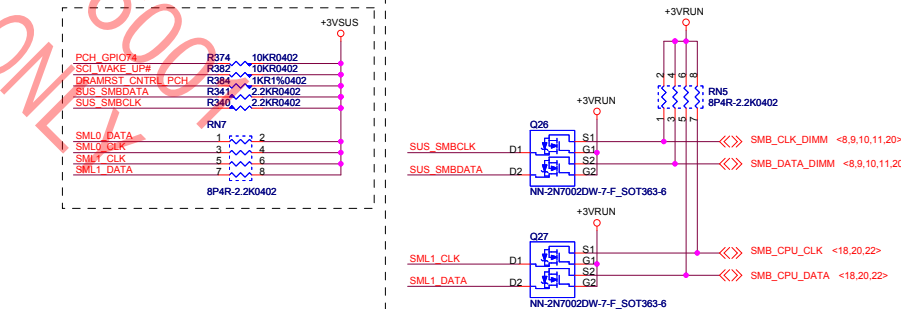 +3VSUS
PCH_GPIO74 R374 10KR0402
SCI_WAKE_UP# R382 10KR0402
DRAMRST_CNTRL_PCH R384 1KR1%0402
SUS_SMBDATA R341 2.2KR0402
SUS_SMBCLK R340 2.2KR0402
RN7
SML0_DATA 1 2
SML0_CLK 3 4
SML1_CLK 5 6
SML1_DATA 7 8
8P4R-2.2K0402
+3VRUN
2 4 6 8
RN5
8P4R-2.2K0402
1 3 5 7
+3VRUN
Q26
SUS_SMBCLK D1 S1 SMB_CLK_DIMM <8,9,10,11,20>
G1
SUS_SMBDATA D2 S2 SMB_DATA_DIMM <8,9,10,11,20
G2
NN-2N7002DW-7-F_SOT363-6
+3VRUN
Q27
SML1_CLK D1 S1 SMB_CPU_CLK <18,20,22>
G1
SML1_DATA D2 S2 SMB_CPU_DATA <18,20,22>
G2
NN-2N7002DW-7-F_SOT363-6